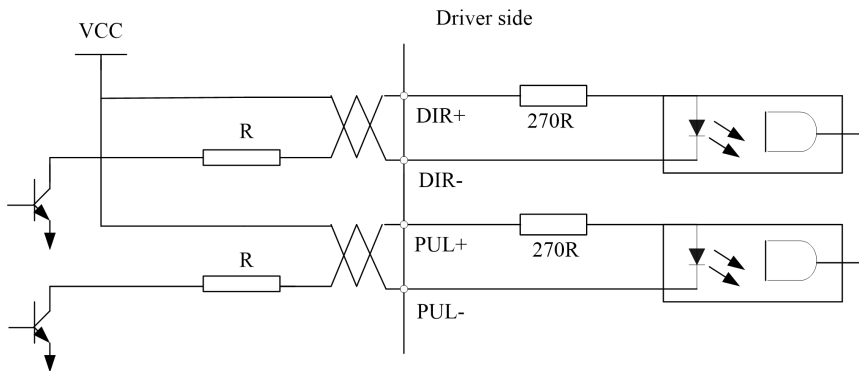 Driver side
VCC
DIR+
R
270R
DIR-
PUL+
R
270R
PUL-